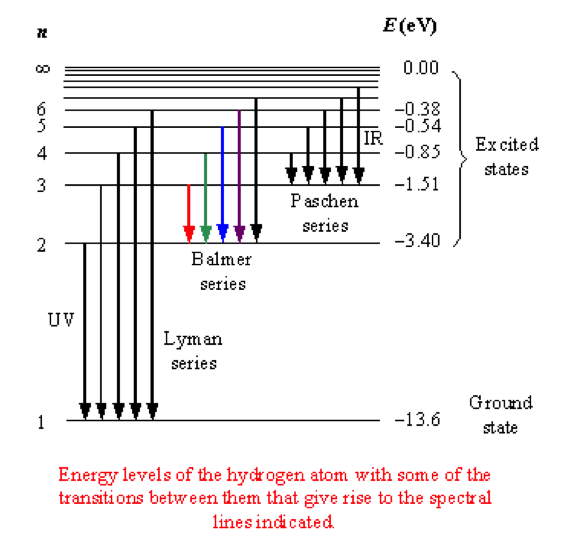 n E(eV)
∞ 0.00
6 −0.38
5 −0.54
IR
4 −0.85
Excited
states
3 −1.51
Paschen
series
2 −3.40
Balmer
series
UV
Lyman
series
1 −13.6
Ground
state
Energy levels of the hydrogen atom with some of the
transitions between them that give rise to the spectral
lines indicated.